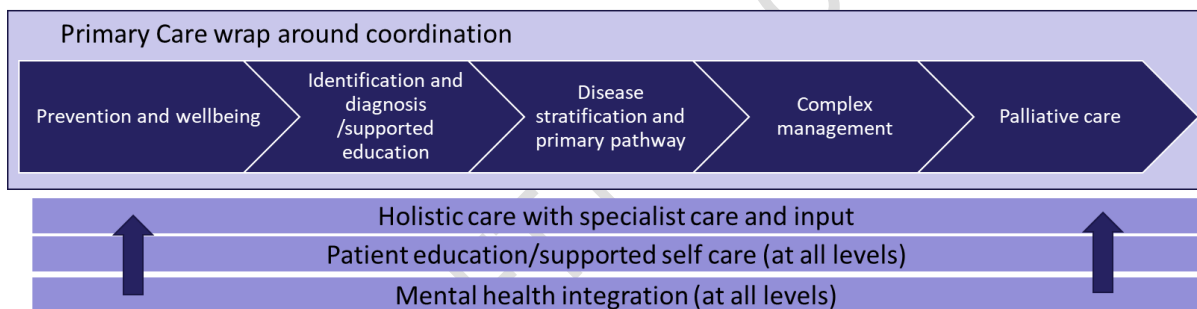 Primary Care wrap around coordination
Prevention and wellbeing
Identification and
diagnosis
/supported
education
Disease
stratification and
primary pathway
Complex
management
Palliative care
Holistic care with specialist care and input
Patient education/supported self care (at all levels)
Mental health integration (at all levels)